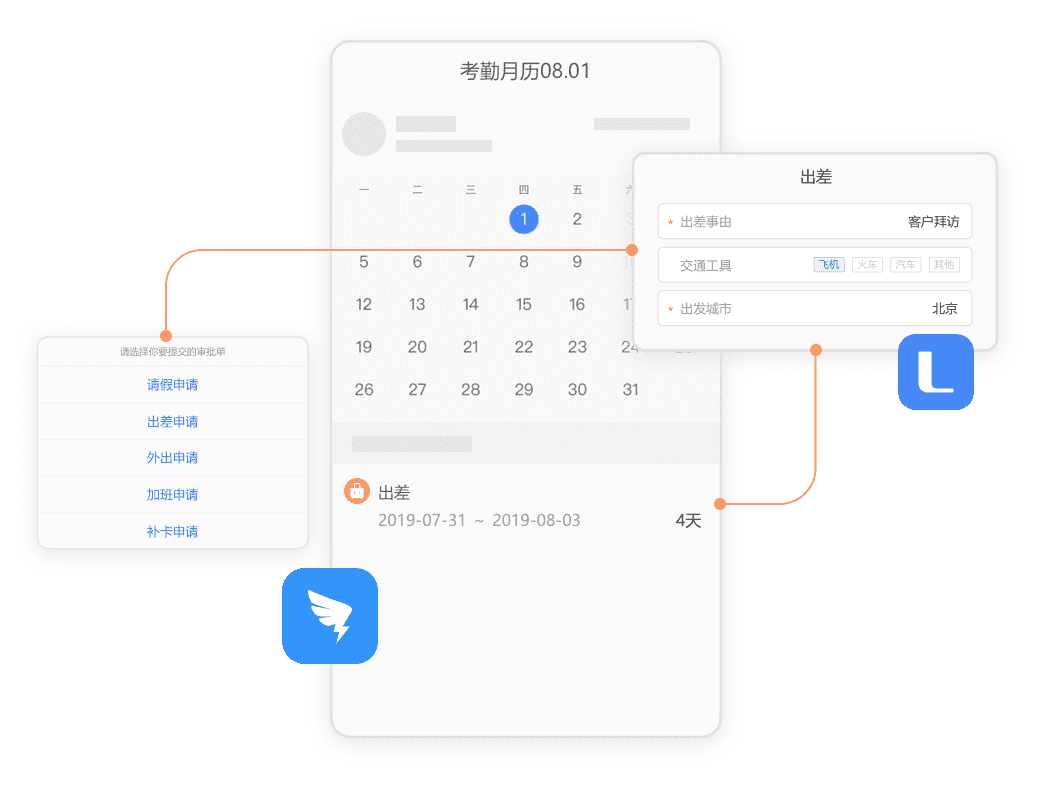 考勤月历08.01
一 二 三 四 五
1 2
5 6 7 8 9
12 13 14 15 16
19 20 21 22 23 24
26 27 28 29 30 31
出差
2019-07-31 ~ 2019-08-03 4天
出差
* 出差事由 客户拜访
交通工具 飞机 火车 汽车 其他
* 出发城市 北京
请选择你要提交的审批单
请假申请
出差申请
外出申请
加班申请
补卡申请